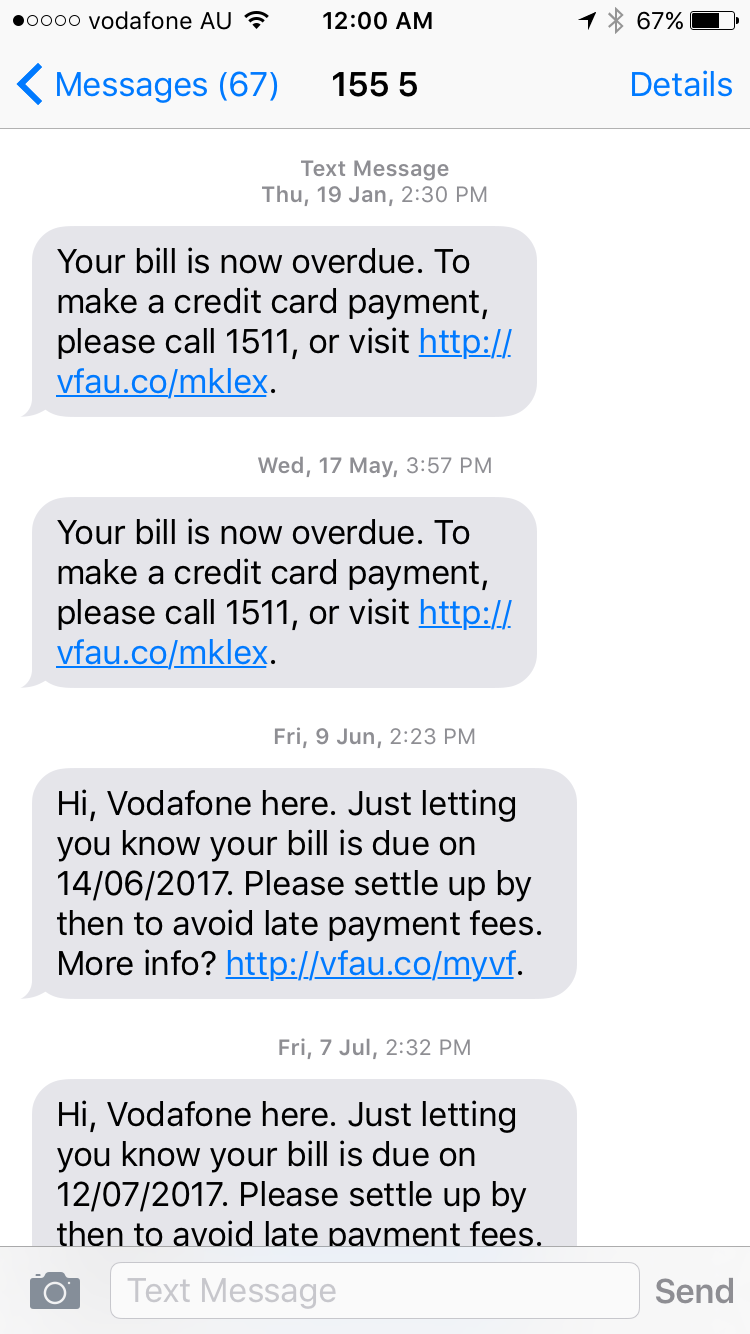 vodafone AU 12:00 AM 67%
Messages (67) 155 5 Details
Text Message
Thu, 19 Jan, 2:30 PM
Your bill is now overdue. To
make a credit card payment,
please call 1511, or visit http://
vfau.co/mklex.
Wed, 17 May, 3:57 PM
Your bill is now overdue. To
make a credit card payment,
please call 1511, or visit http://
vfau.co/mklex.
Fri, 9 Jun, 2:23 PM
Hi, Vodafone here. Just letting
you know your bill is due on
14/06/2017. Please settle up by
then to avoid late payment fees.
More info? http://vfau.co/myvf.
Fri, 7 Jul, 2:32 PM
Hi, Vodafone here. Just letting
you know your bill is due on
12/07/2017. Please settle up by
then to avoid late payment fees.
Text Message Send